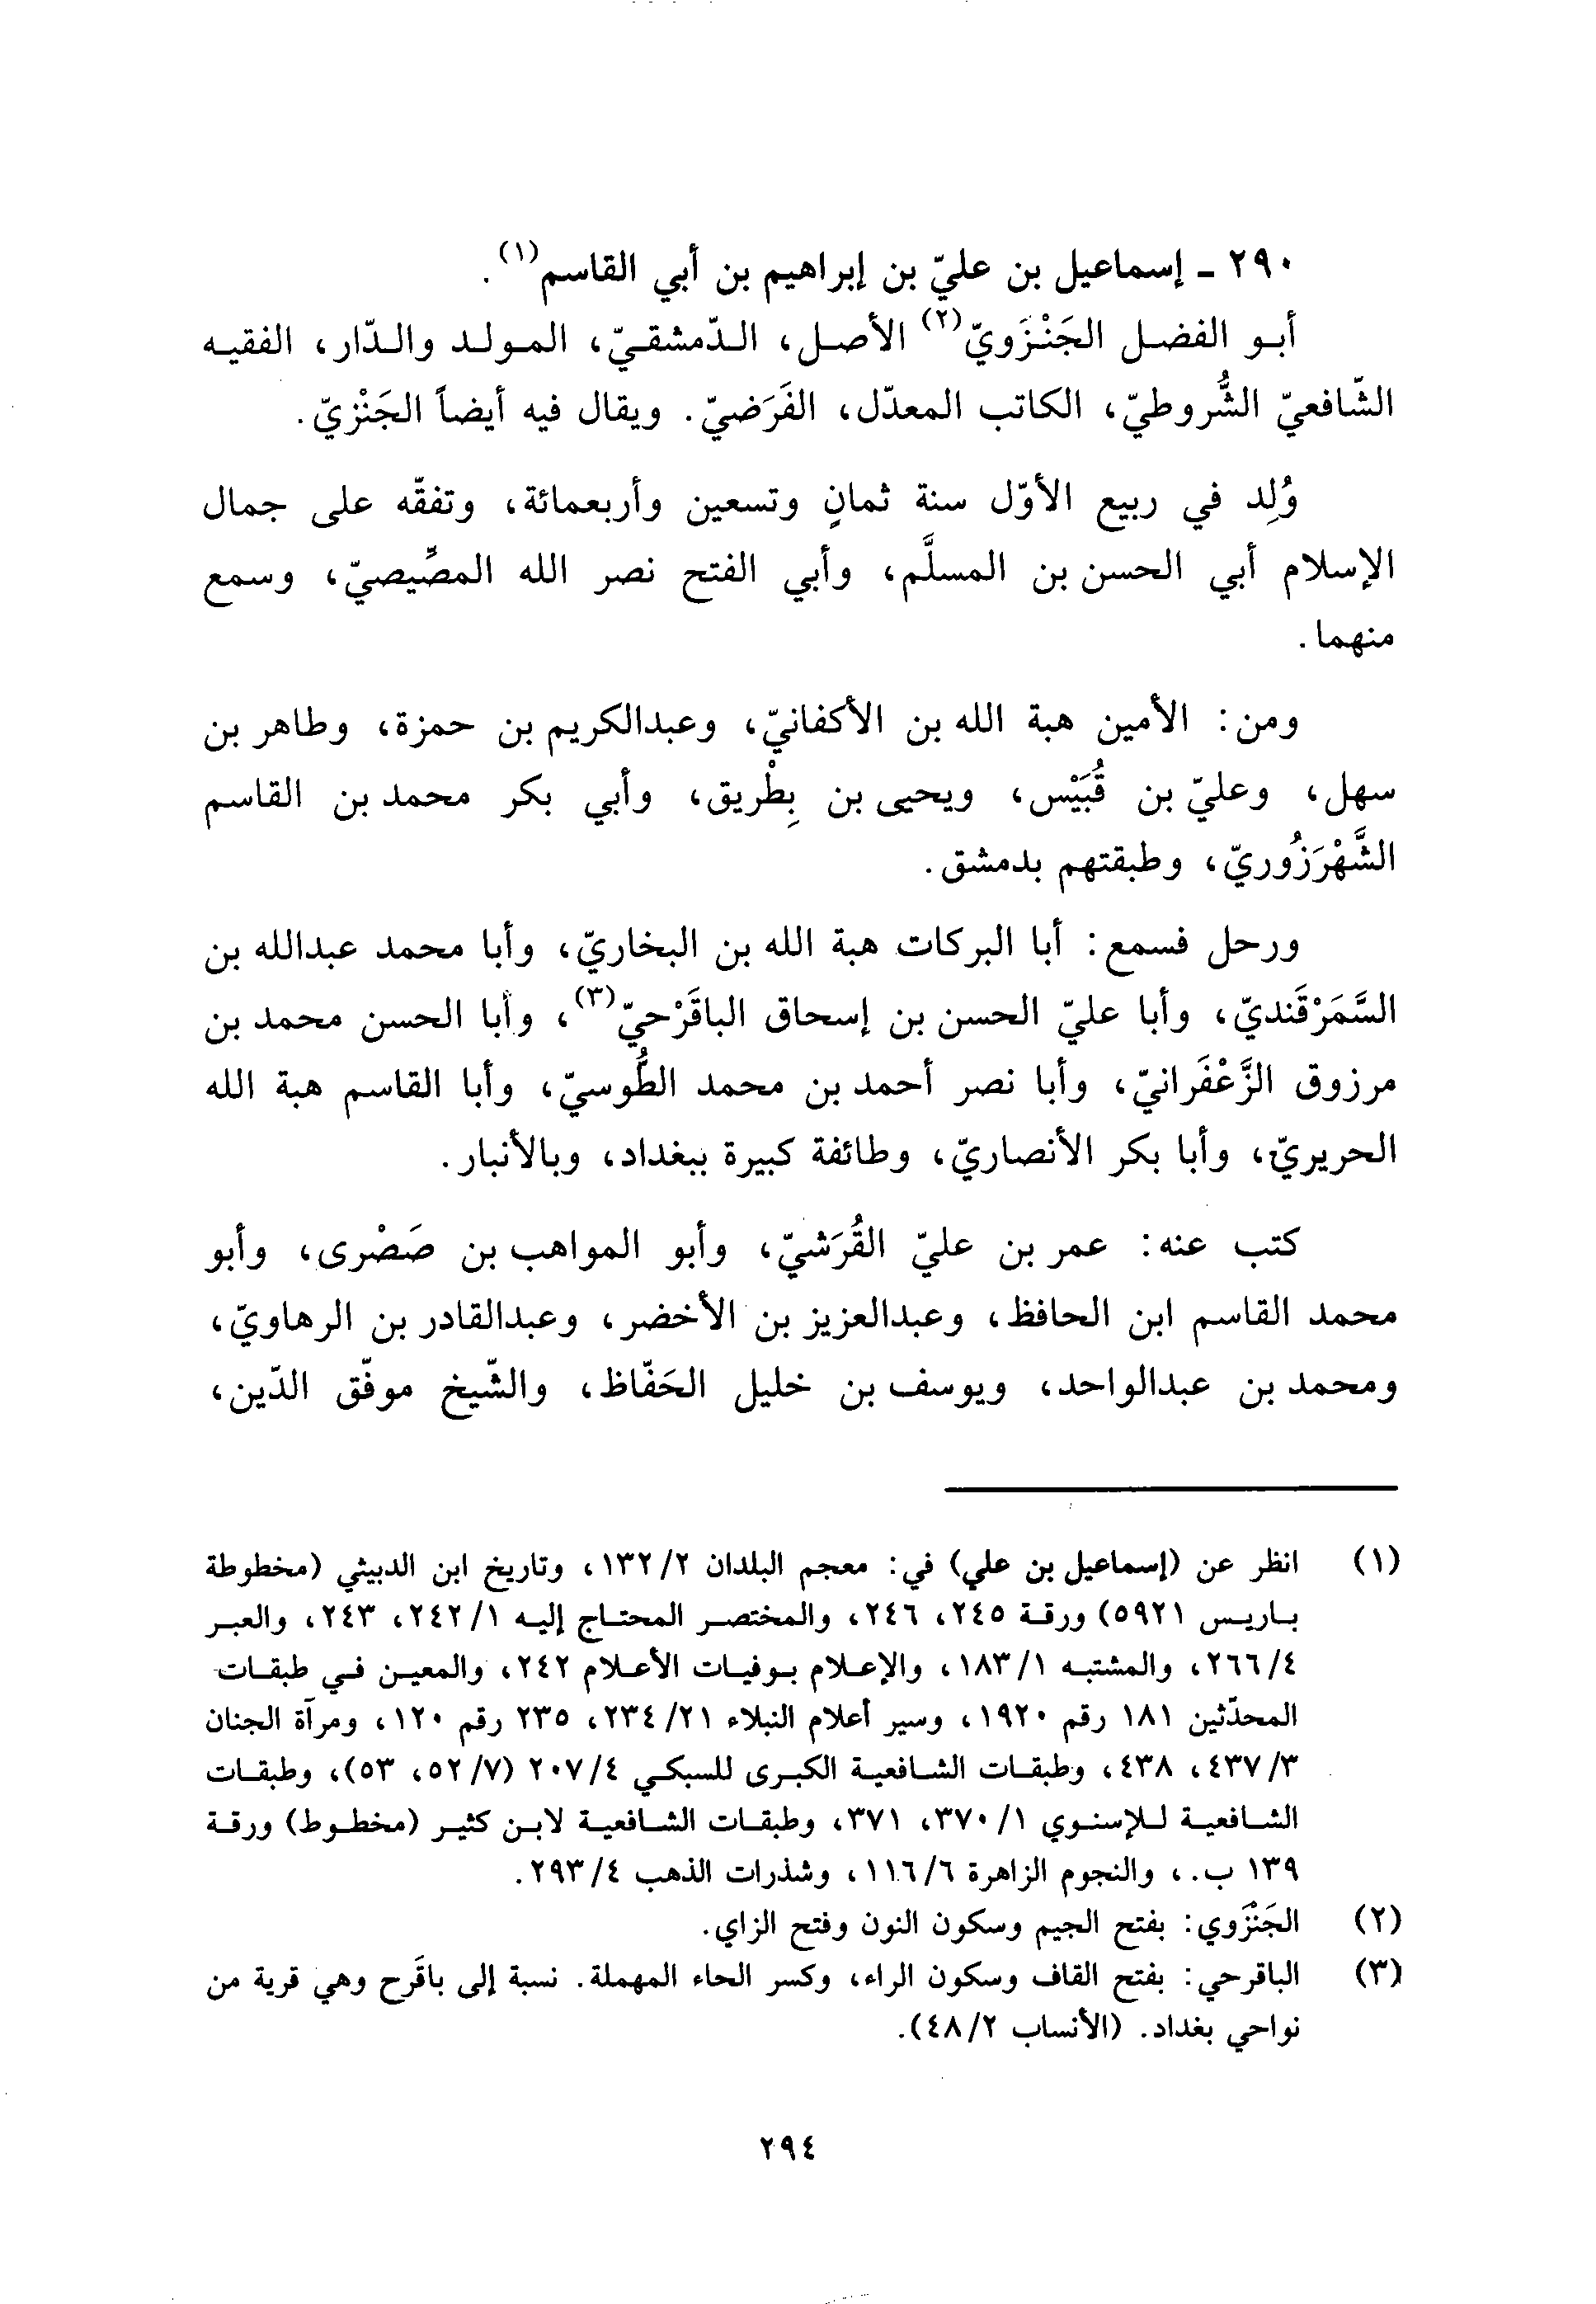 ٢٩٠ - إسماعيل بن عليّ بن إبراهيم بن أبي القاسم(١).
أبو الفضل الجَنْزَويّ(٢) الأصل، الدّمشقيّ، المولد والدّار، الفقيه
الشّافعيّ الشُّروطيّ، الكاتب المعدّل، الفَرَضيّ. ويقال فيه أيضاً الجَنْزيّ.
وُلِد في ربيع الأوّل سنة ثمانٍ وتسعين وأربعمائة، وتفقّه على جمال
الإسلام أبي الحسن بن المسلَّم، وأبي الفتح نصر الله المصِّيصيّ، وسمع
منهما.
ومن: الأمين هبة الله بن الأكفانيّ، وعبدالكريم بن حمزة، وطاهر بن
سهل، وعليّ بن قُبَيْس، ويحيى بن بِطْريق، وأبي بكر محمد بن القاسم
الشَّهْرَزُوريّ، وطبقتهم بدمشق.
ورحل فسمع: أبا البركات هبة الله بن البخاريّ، وأبا محمد عبدالله بن
السَّمَرْقَنديّ، وأبا عليّ الحسن بن إسحاق الباقَرْحيّ(٣)، وأبا الحسن محمد بن
مرزوق الزَّعْفَرانيّ، وأبا نصر أحمد بن محمد الطُّوسيّ، وأبا القاسم هبة الله
الحريريّ، وأبا بكر الأنصاريّ، وطائفة كبيرة ببغداد، وبالأنبار.
كتب عنه: عمر بن عليّ القُرَشيّ، وأبو المواهب بن صَصْرى، وأبو
محمد القاسم ابن الحافظ، وعبدالعزيز بن الأخضر، وعبدالقادر بن الرهاويّ،
ومحمد بن عبدالواحد، ويوسف بن خليل الحَفّاظ، والشّيخ موفّق الدّين،
(١) انظر عن (إسماعيل بن علي) في: معجم البلدان ١٣٢/٢، وتاريخ ابن الدبيثي (مخطوطة
باريس ٥٩٢١) ورقة ٢٤٥، ٢٤٦، والمختصر المحتاج إليه ٢٤٢/١، ٢٤٣، والعبر
٢٦٦/٤، والمشتبه ١٨٣/١، والإعلام بوفيات الأعلام ٢٤٢، والمعين في طبقات
المحدّثين ١٨١ رقم ١٩٢٠، وسير أعلام النبلاء ٢٣٤/٢١، ٢٣٥ رقم ١٢٠، ومرآة الجنان
٤٣٧/٣، ٤٣٨، وطبقات الشافعية الكبرى للسبكي ٢٠٧/٤ (٥٢/٧، ٥٣)، وطبقات
الشافعية للإسنوي ٣٧٠/١، ٣٧١، وطبقات الشافعية لابن كثير (مخطوط) ورقة
١٣٩ ب.، والنجوم الزاهرة ١١٦/٦، وشذرات الذهب ٢٩٣/٤.
(٢) الجَنْزَوي: بفتح الجيم وسكون النون وفتح الزاي.
(٣) الباقرحي: بفتح القاف وسكون الراء، وكسر الحاء المهملة. نسبة إلى باقَرح وهي قرية من
نواحي بغداد. (الأنساب ٤٨/٢).
٢٩٤